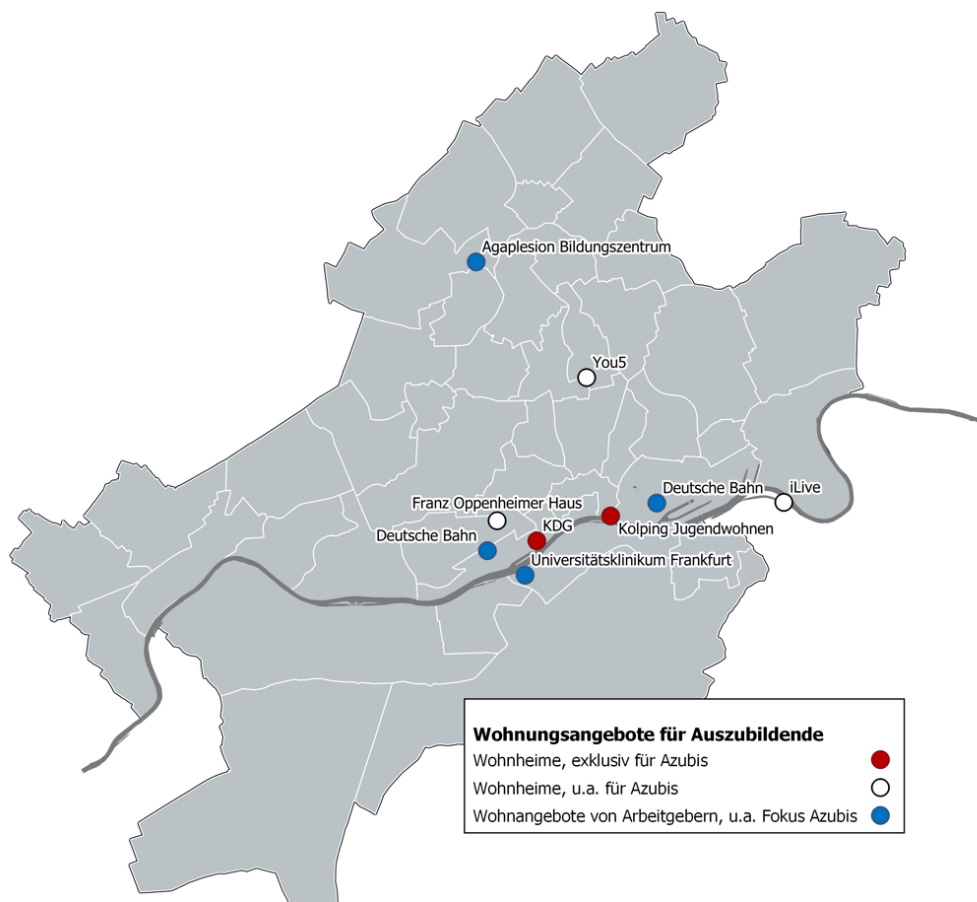 Agaplesion Bildungszentrum
You5
Deutsche Bahn
iLive
Franz Oppenheimer Haus
KDG
Kolping Jugendwohnen
Deutsche Bahn
Universitätsklinikum Frankfurt
Wohnungsangebote für Auszubildende
Wohnheime, exklusiv für Azubis
Wohnheime, u.a. für Azubis
Wohnangebote von Arbeitgebern, u.a. Fokus Azubis